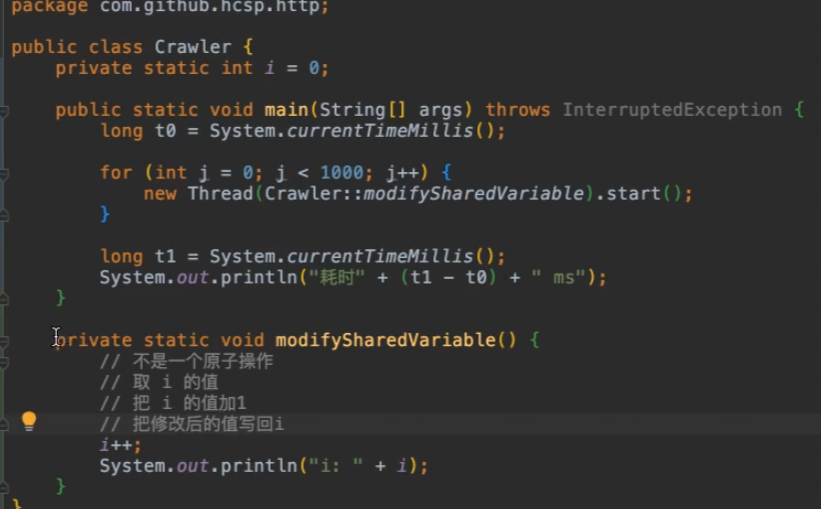 package com.github.hcsp.http;
public class Crawler {
private static int i = 0;
public static void main(String[] args) throws InterruptedException {
long t0 = System.currentTimeMillis();
for (int j = 0; j < 1000; j++) {
new Thread(Crawler::modifySharedVariable).start();
}
long t1 = System.currentTimeMillis();
System.out.println("耗时" + (t1 - t0) + " ms");
}
private static void modifySharedVariable() {
// 不是一个原子操作
// 取 i 的值
// 把 i 的值加1
// 把修改后的值写回i
i++;
System.out.println("i: " + i);
}
}